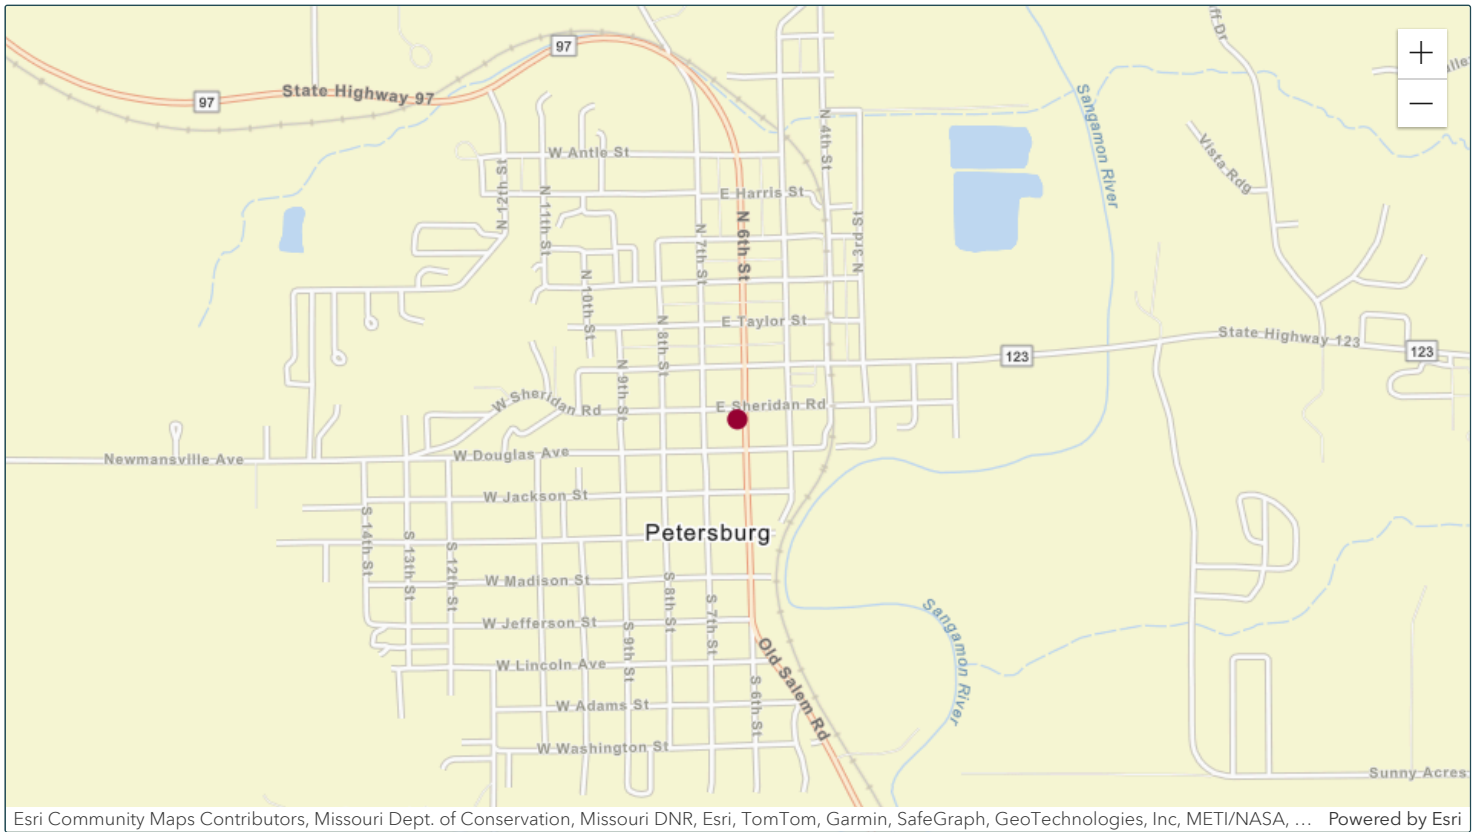 ff Dr
97
State Highway 97
97
+
alle
−
Sangamon River
N 4th St
W Antle St
Vista Rdg
N 12th St
N 11th St
E Harris St
N 6th St
N 3rd St
N 7th St
N 10th St
N 8th St
E Taylor St
State Highway 123
123
123
N 9th St
W Sheridan Rd
E Sheridan Rd
Newmansville Ave
W Douglas Ave
W Jackson St
S 14th St
S 13th St
S 12th St
Petersburg
W Madison St
S 8th St
S 7th St
W Jefferson St
S 9th St
Sangamon River
W Lincoln Ave
Old Salem Rd
S 6th St
W Adams St
W Washington St
Sunny Acres
Esri Community Maps Contributors, Missouri Dept. of Conservation, Missouri DNR, Esri, TomTom, Garmin, SafeGraph, GeoTechnologies, Inc, METI/NASA, ... Powered by Esri